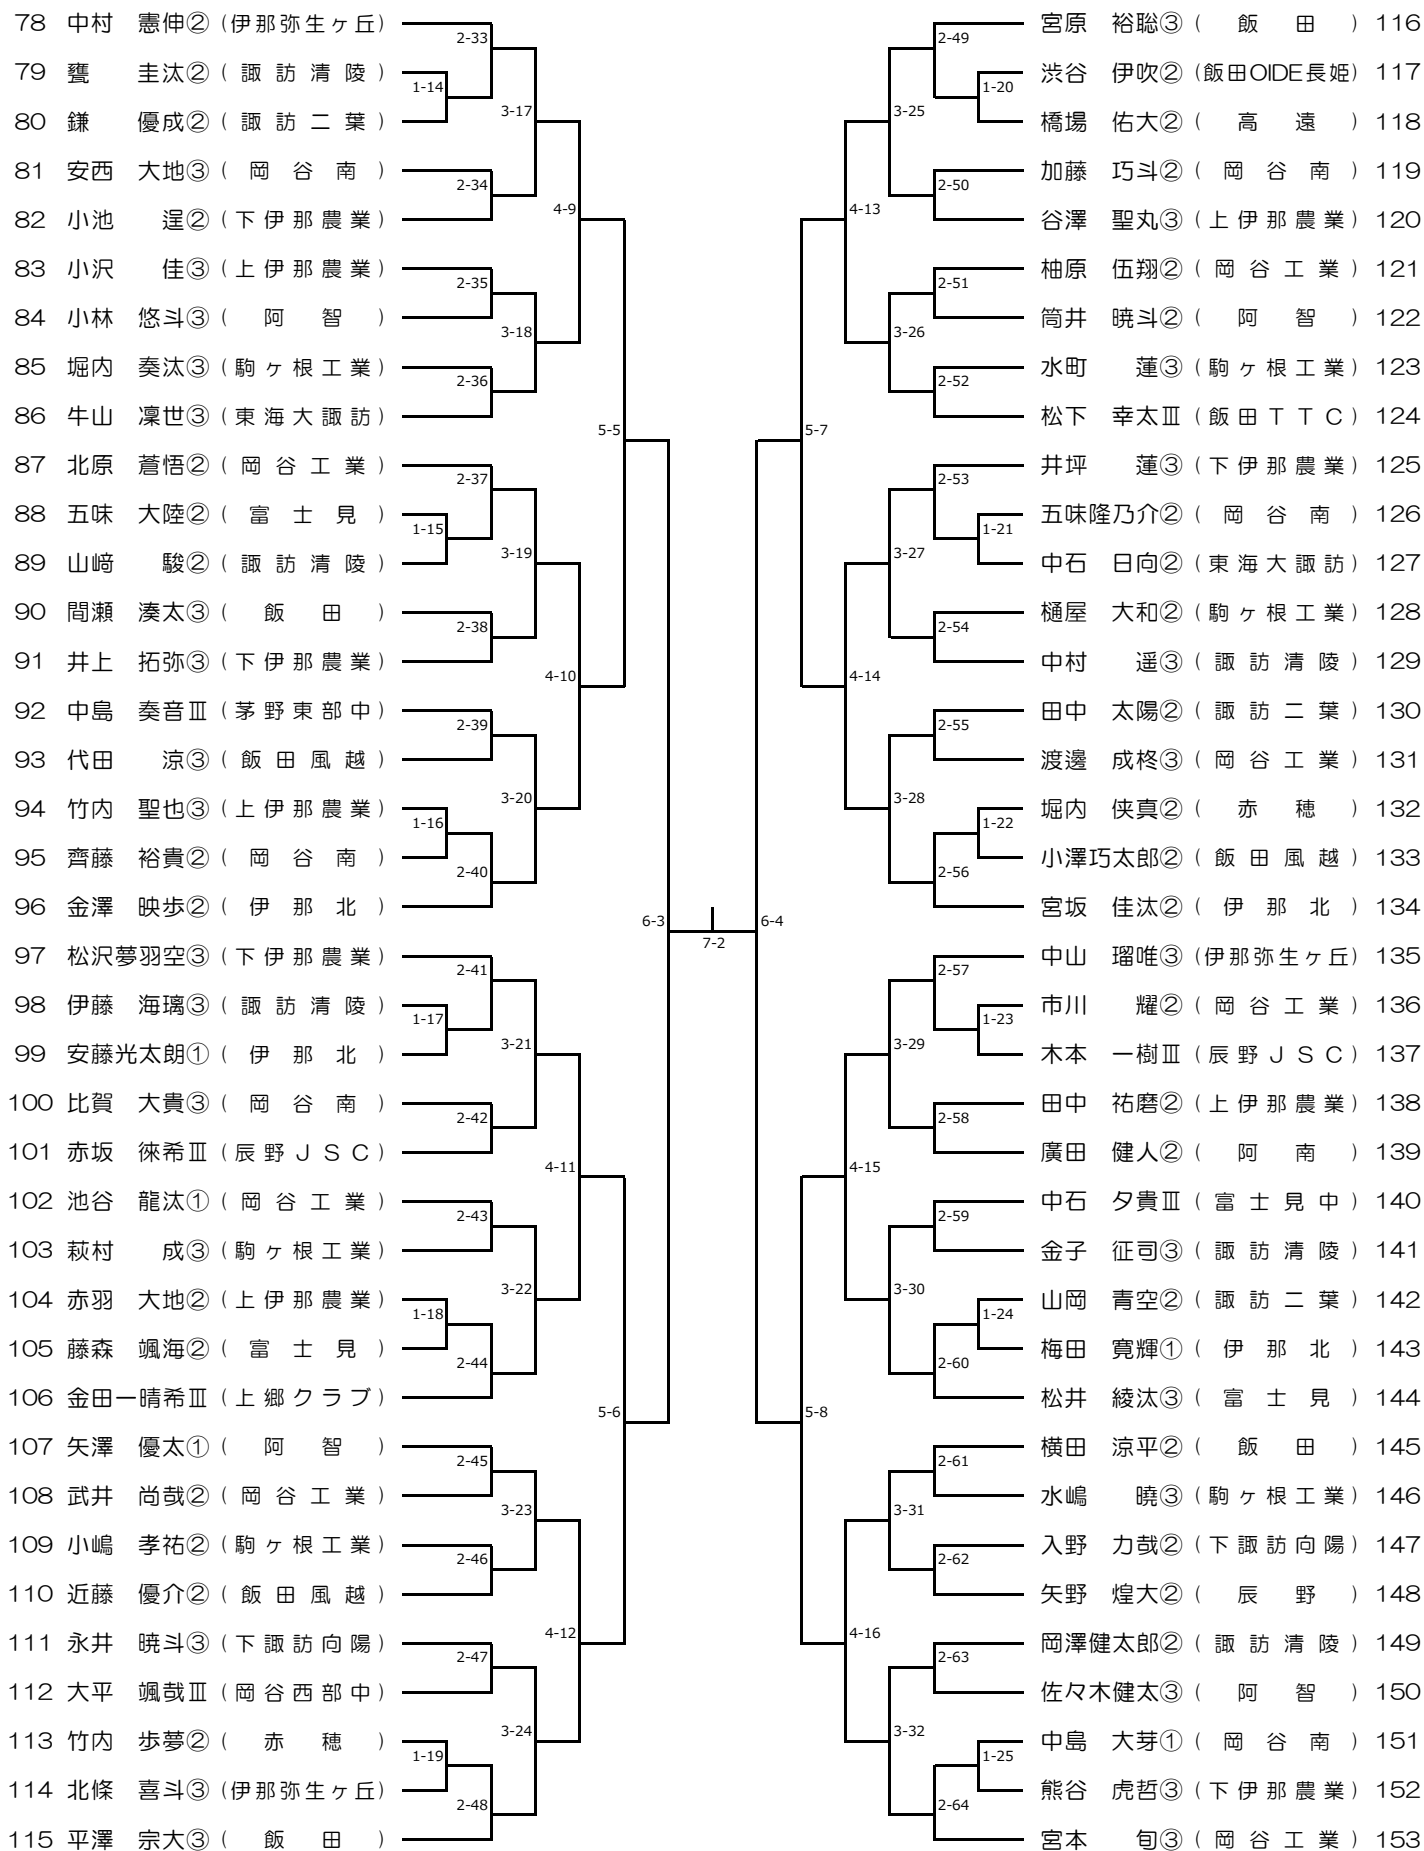 78 中村 憲伸②(伊那弥生ヶ丘)
79 甕 圭汰②(諏訪清陵)
80 鎌 優成②(諏訪二葉)
81 安西 大地③(岡谷南)
82 小池 逞②(下伊那農業)
83 小沢 佳③(上伊那農業)
84 小林 悠斗③(阿智)
85 堀内 奏汰③(駒ヶ根工業)
86 牛山 凜世③(東海大諏訪)
87 北原 蒼悟②(岡谷工業)
88 五味 大陸②(富士見)
89 山﨑 駿②(諏訪清陵)
90 間瀬 湊太③(飯田)
91 井上 拓弥③(下伊那農業)
92 中島 奏音Ⅲ(茅野東部中)
93 代田 涼③(飯田風越)
94 竹内 聖也③(上伊那農業)
95 齊藤 裕貴②(岡谷南)
96 金澤 映歩②(伊那北)
97 松沢夢羽空③(下伊那農業)
98 伊藤 海璃③(諏訪清陵)
99 安藤光太朗①(伊那北)
100 比賀 大貴③(岡谷南)
101 赤坂 徠希Ⅲ(辰野JSC)
102 池谷 龍汰①(岡谷工業)
103 萩村 成③(駒ヶ根工業)
104 赤羽 大地②(上伊那農業)
105 藤森 颯海②(富士見)
106 金田一晴希Ⅲ(上郷クラブ)
107 矢澤 優太①(阿智)
108 武井 尚哉②(岡谷工業)
109 小嶋 孝祐②(駒ヶ根工業)
110 近藤 優介②(飯田風越)
111 永井 暁斗③(下諏訪向陽)
112 大平 颯哉Ⅲ(岡谷西部中)
113 竹内 歩夢②(赤穂)
114 北條 喜斗③(伊那弥生ヶ丘)
115 平澤 宗大③(飯田)
2-33
1-14
3-17
2-34
4-9
2-35
3-18
2-36
5-5
2-37
1-15
3-19
2-38
4-10
2-39
3-20
1-16
2-40
6-3
2-41
1-17
3-21
2-42
4-11
2-43
3-22
1-18
2-44
5-6
2-45
3-23
2-46
4-12
2-47
3-24
1-19
2-48
7-2
2-49
1-20
3-25
2-50
4-13
2-51
3-26
2-52
5-7
2-53
1-21
3-27
2-54
4-14
2-55
3-28
1-22
2-56
6-4
2-57
1-23
3-29
2-58
4-15
2-59
3-30
1-24
2-60
5-8
2-61
3-31
2-62
4-16
2-63
3-32
1-25
2-64
宮原 裕聡③(飯田) 116
渋谷 伊吹②(飯田OIDE長姫) 117
橋場 佑大②(高遠) 118
加藤 巧斗②(岡谷南) 119
谷澤 聖丸③(上伊那農業) 120
柚原 伍翔②(岡谷工業) 121
筒井 暁斗②(阿智) 122
水町 蓮③(駒ヶ根工業) 123
松下 幸太Ⅲ(飯田TTC) 124
井坪 蓮③(下伊那農業) 125
五味隆乃介②(岡谷南) 126
中石 日向②(東海大諏訪) 127
樋屋 大和②(駒ヶ根工業) 128
中村 遥③(諏訪清陵) 129
田中 太陽②(諏訪二葉) 130
渡邊 成柊③(岡谷工業) 131
堀内 侠真②(赤穂) 132
小澤巧太郎②(飯田風越) 133
宮坂 佳汰②(伊那北) 134
中山 瑠唯③(伊那弥生ヶ丘) 135
市川 耀②(岡谷工業) 136
木本 一樹Ⅲ(辰野JSC) 137
田中 祐磨②(上伊那農業) 138
廣田 健人②(阿南) 139
中石 夕貴Ⅲ(富士見中) 140
金子 征司③(諏訪清陵) 141
山岡 青空②(諏訪二葉) 142
梅田 寛輝①(伊那北) 143
松井 綾汰③(富士見) 144
横田 涼平②(飯田) 145
水嶋 曉③(駒ヶ根工業) 146
入野 力哉②(下諏訪向陽) 147
矢野 煌大②(辰野) 148
岡澤健太郎②(諏訪清陵) 149
佐々木健太③(阿智) 150
中島 大芽①(岡谷南) 151
熊谷 虎哲③(下伊那農業) 152
宮本 旬③(岡谷工業) 153